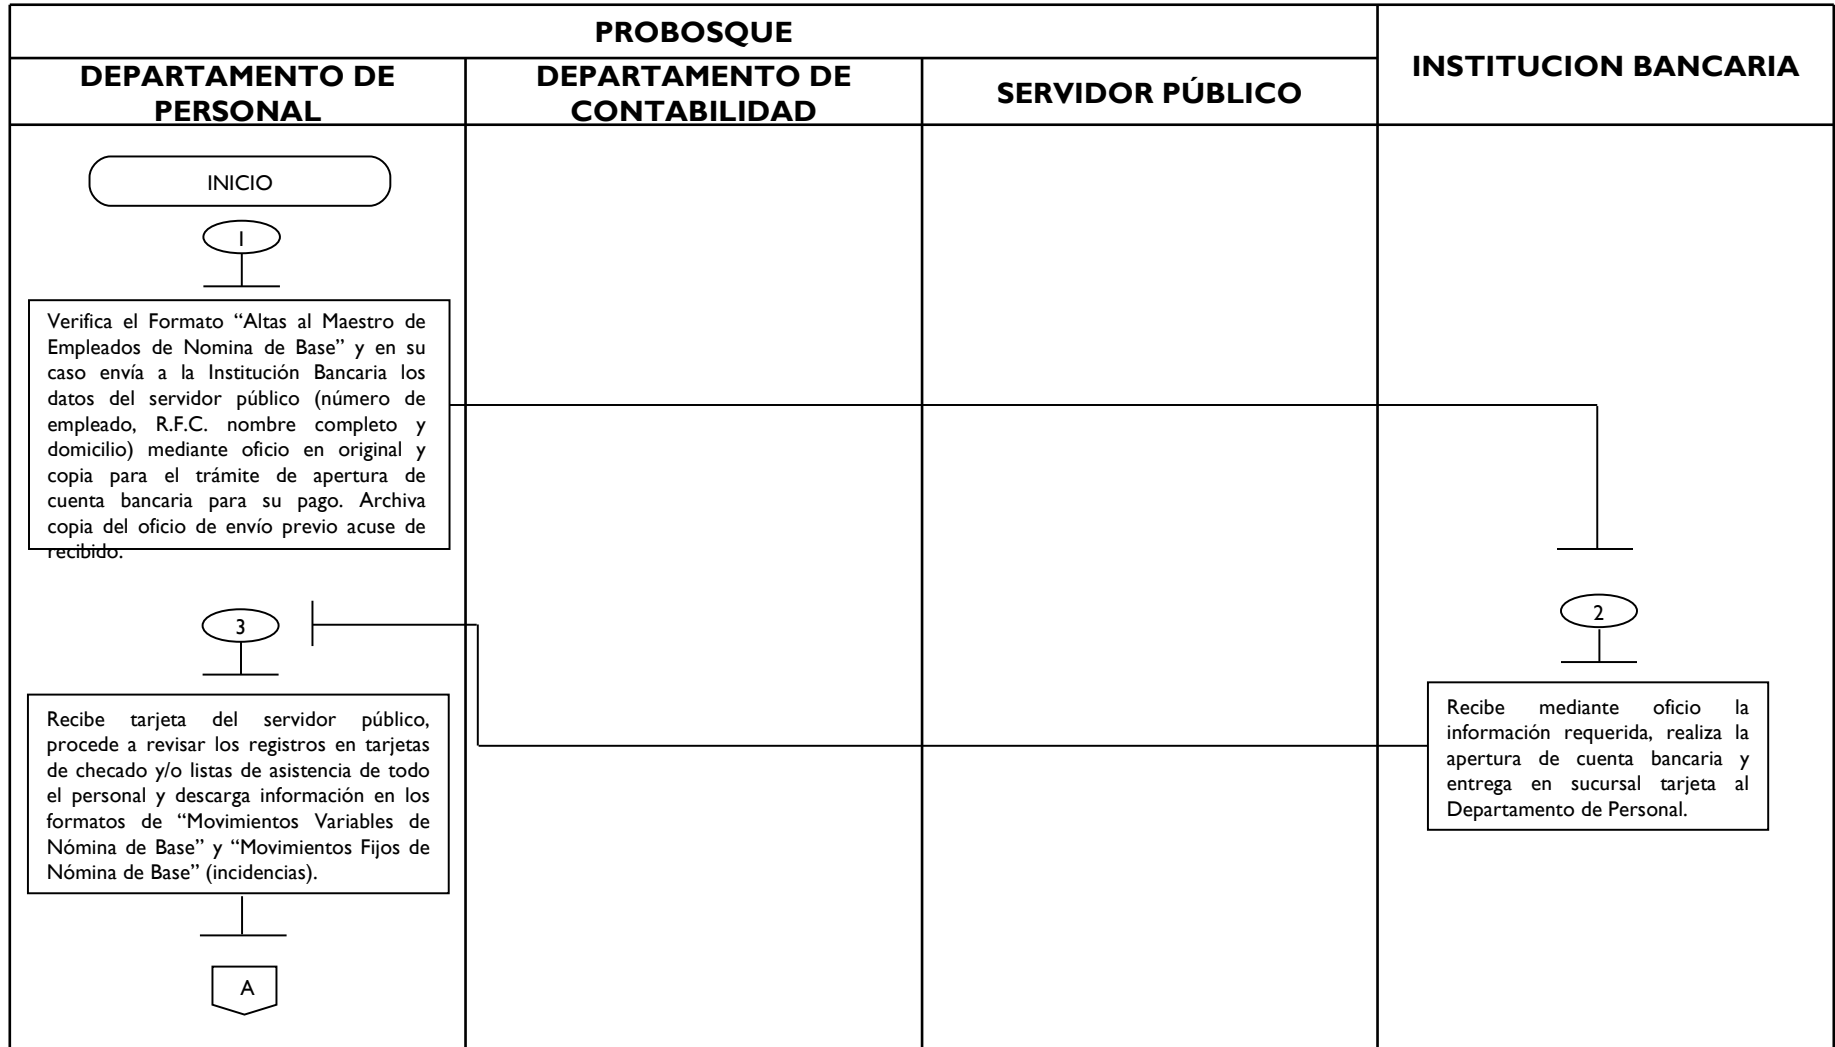 PROBOSQUE
INSTITUCION BANCARIA
DEPARTAMENTO DE
PERSONAL
DEPARTAMENTO DE
CONTABILIDAD
SERVIDOR PÚBLICO
INICIO
1
Verifica el Formato “Altas al Maestro de
Empleados de Nomina de Base” y en su
caso envía a la Institución Bancaria los
datos del servidor público (número de
empleado, R.F.C. nombre completo y
domicilio) mediante oficio en original y
copia para el trámite de apertura de
cuenta bancaria para su pago. Archiva
copia del oficio de envío previo acuse de
recibido.
2
Recibe mediante oficio la
información requerida, realiza la
apertura de cuenta bancaria y
entrega en sucursal tarjeta al
Departamento de Personal.
3
Recibe tarjeta del servidor público,
procede a revisar los registros en tarjetas
de checado y/o listas de asistencia de todo
el personal y descarga información en los
formatos de “Movimientos Variables de
Nómina de Base” y “Movimientos Fijos de
Nómina de Base” (incidencias).
A